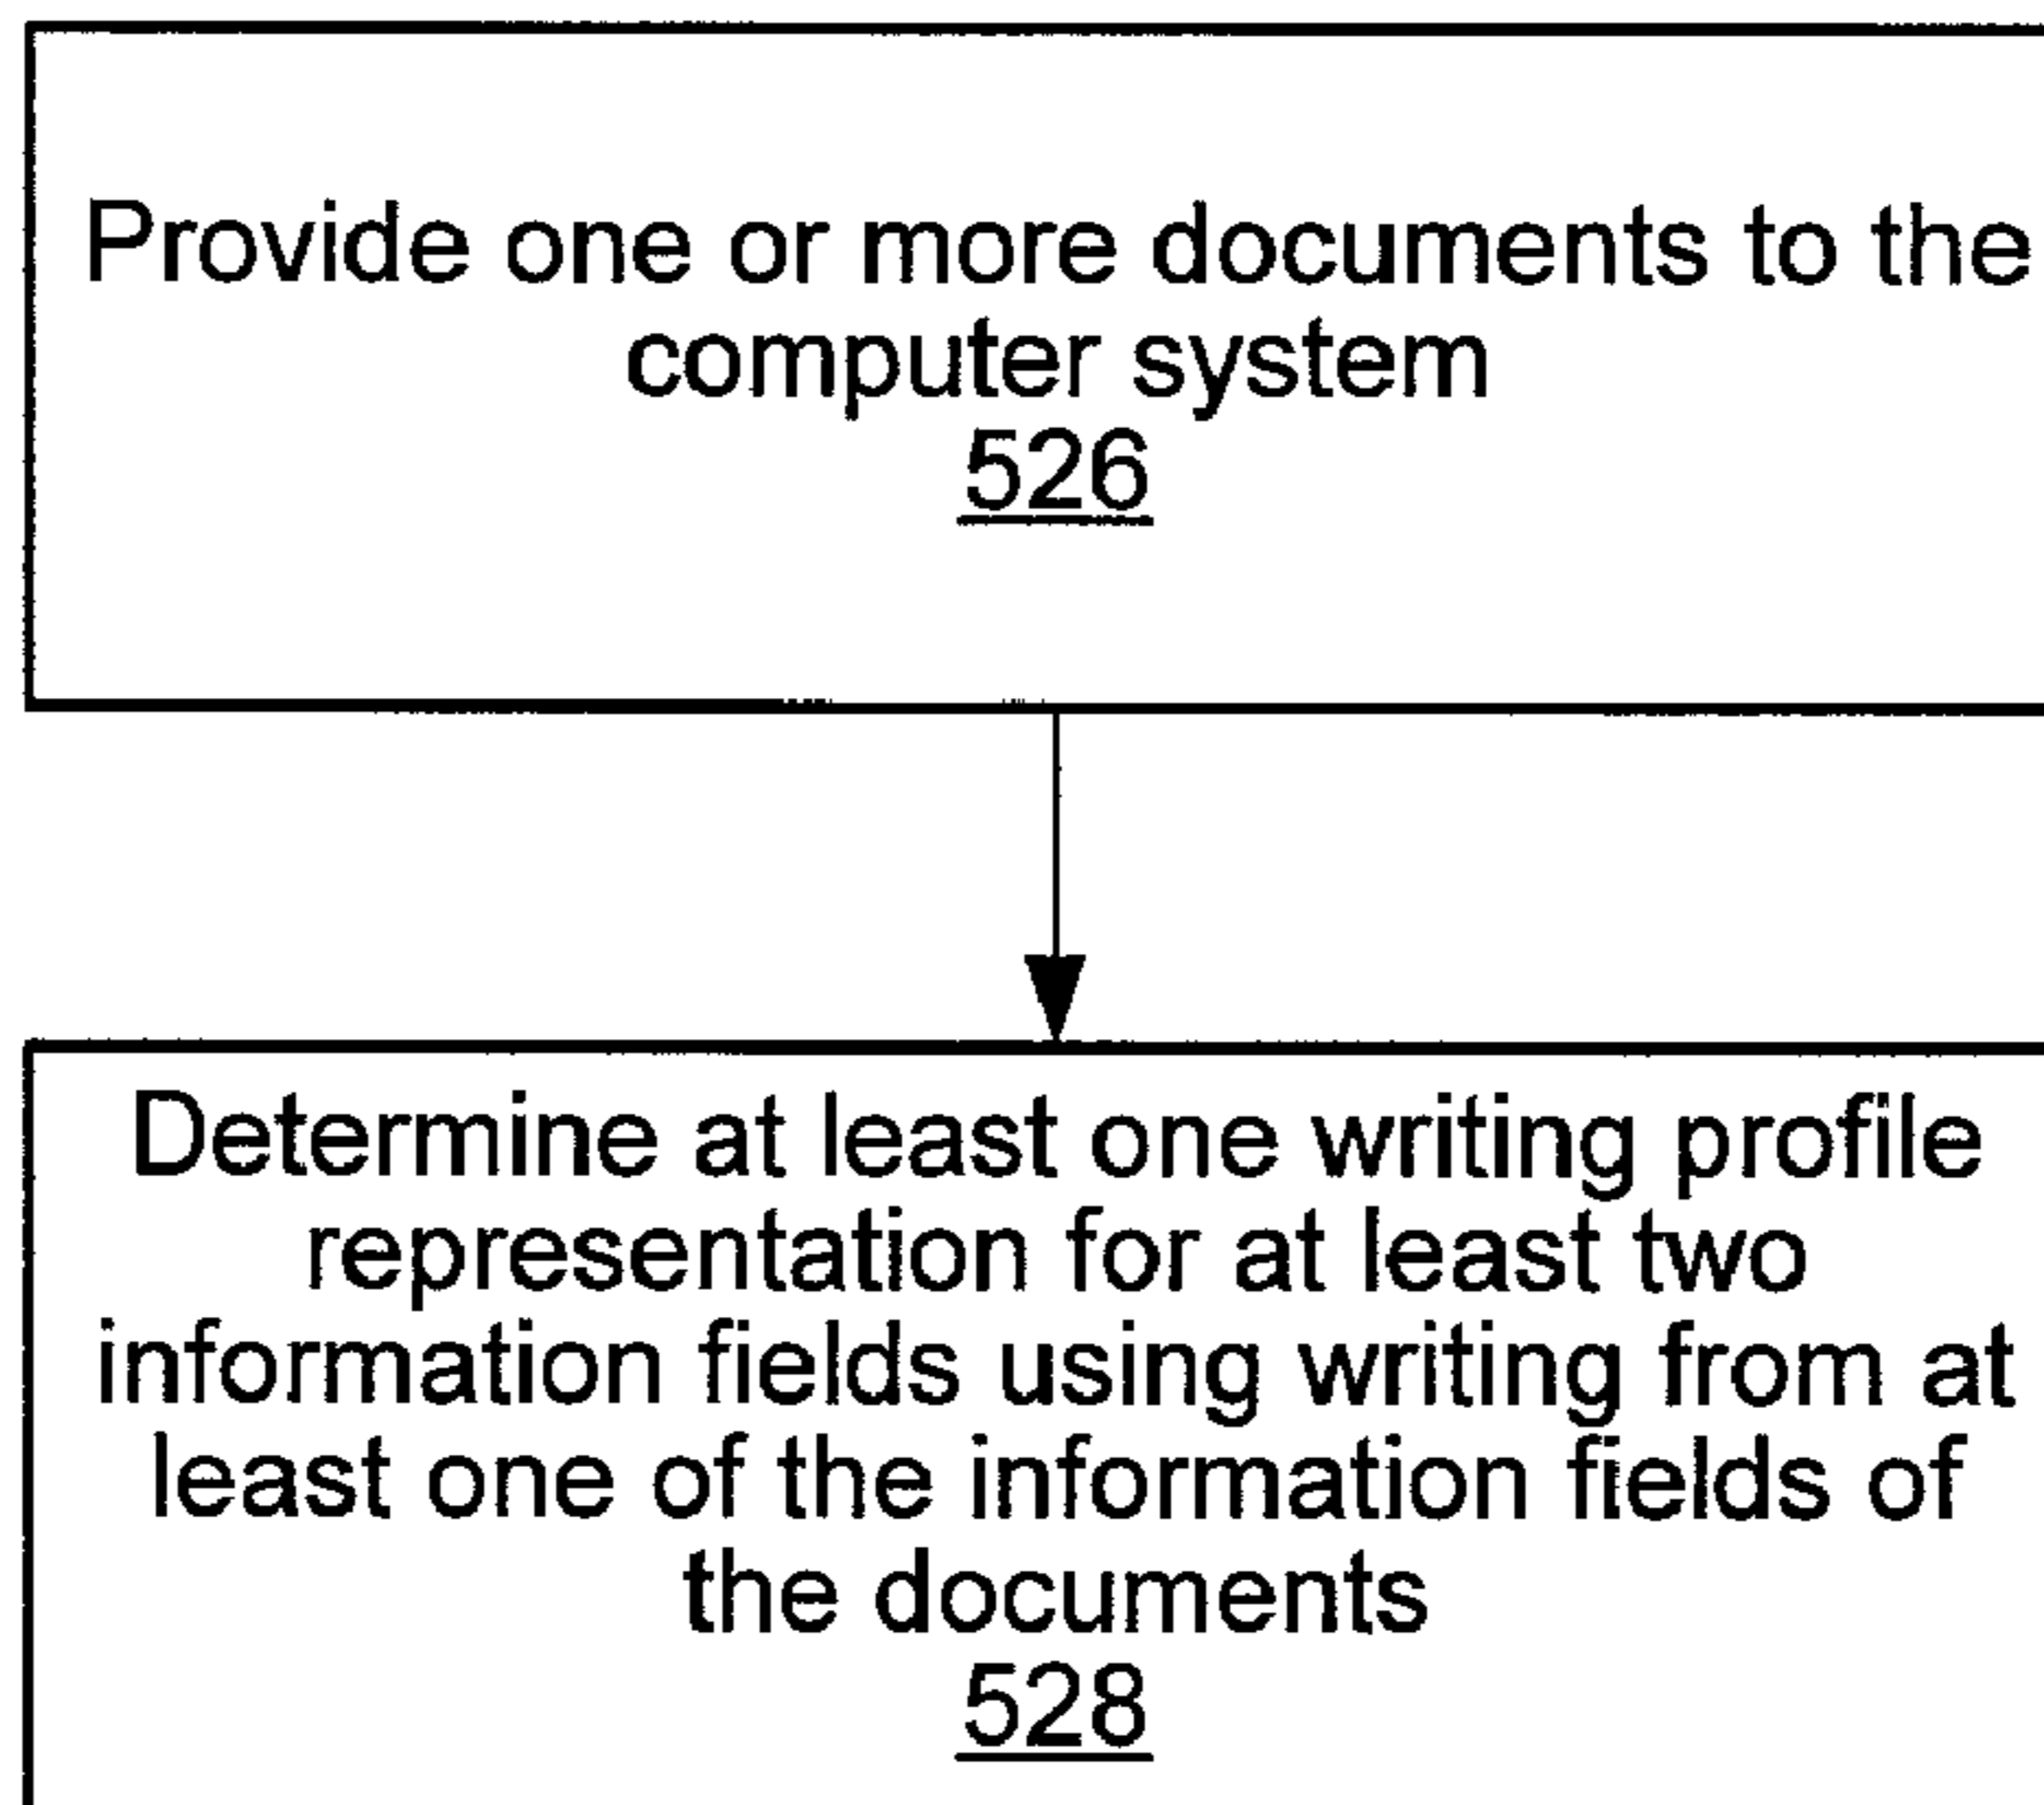 Provide one or more documents to the
computer system
526
Determine at least one writing profile
representation for at least two
information fields using writing from at
least one of the information fields of
the documents
528